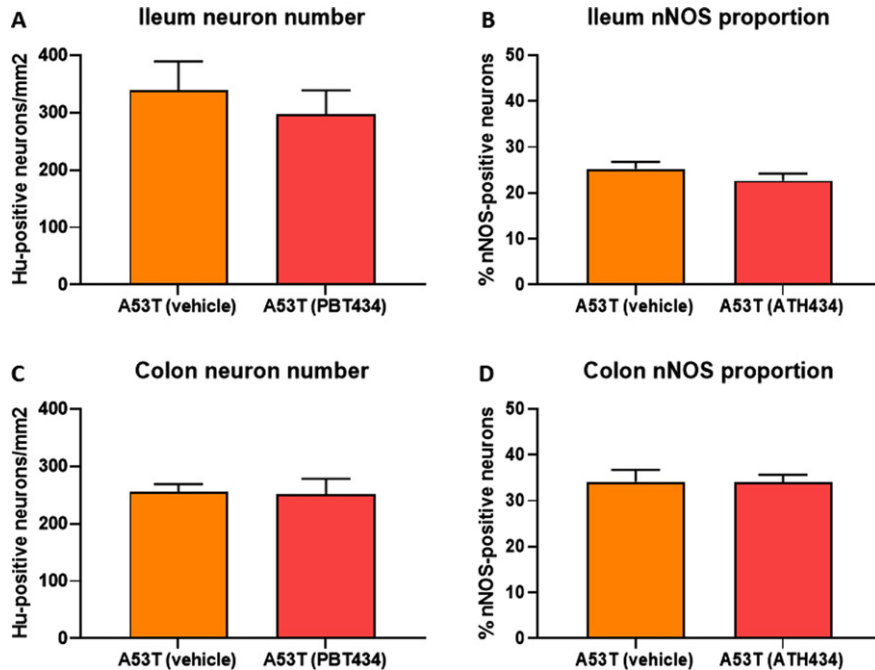 A
Ileum neuron number
Hu-positive neurons/mm2
400
300
200
100
0
A53T (vehicle)
A53T (PBT434)
B
Ileum nNOS proportion
% nNOS-positive neurons
50
40
30
20
10
0
A53T (vehicle)
A53T (ATH434)
C
Colon neuron number
Hu-positive neurons/mm2
400
300
200
100
0
A53T (vehicle)
A53T (PBT434)
D
Colon nNOS proportion
% nNOS-positive neurons
50
40
30
20
10
0
A53T (vehicle)
A53T (ATH434)